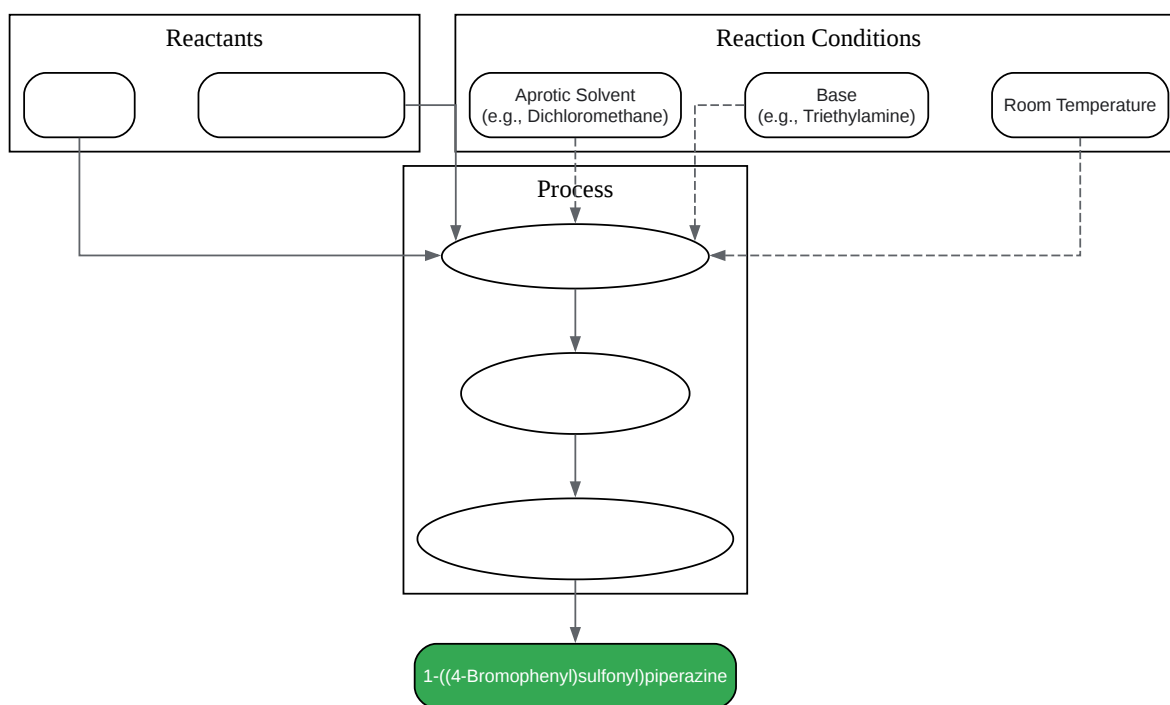 Reactants
Reaction Conditions
Aprotic Solvent
(e.g., Dichloromethane)
Base
(e.g., Triethylamine)
Room Temperature
Process
1-((4-Bromophenyl)sulfonyl)piperazine